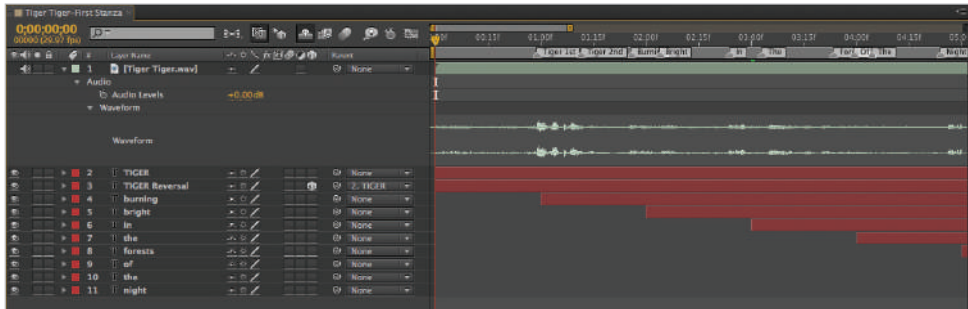 Tiger Tiger-First Stanza
0;00;00;00
00000 (29.97 fps)
# Layer Name Parent
00:15f 01:00f 01:15f 02:00f 02:15f 03:00f 03:15f 04:00f 04:15f 05:0
Tiger 1st Tiger 2nd Burnin Bright In The For Of The Night
1 [Tiger Tiger.wav] None
Audio
Audio Levels +0.00dB
Waveform
Waveform
2 TIGER None
3 TIGER Reversal 2. TIGER
4 burning None
5 bright None
6 in None
7 the None
8 forests None
9 of None
10 the None
11 night None